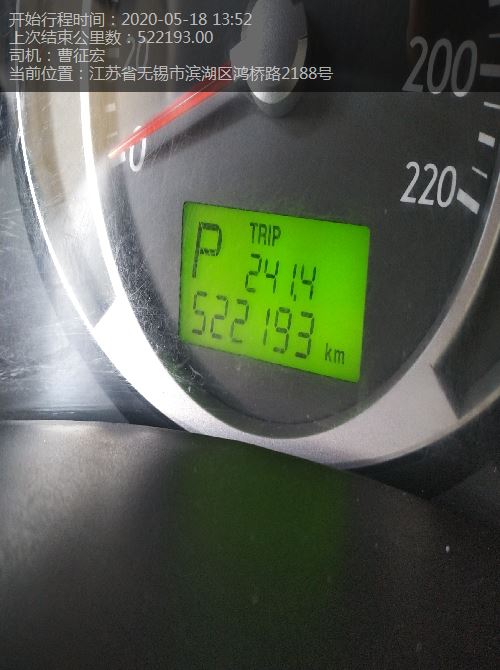 开始行程时间：2020-05-18 13:52
上次结束公里数：522193.00
司机：曹征宏
当前位置：江苏省无锡市滨湖区鸿桥路2188号
200
220
P TRIP
241.4
522193 km